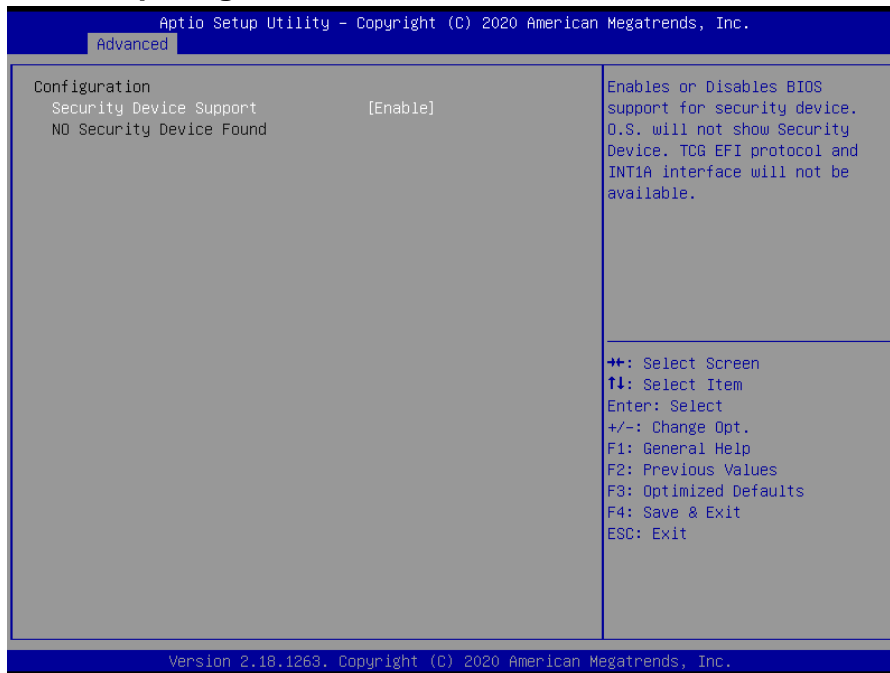 Aptio Setup Utility – Copyright (C) 2020 American Megatrends, Inc.
Advanced
Configuration
Security Device Support [Enable]
NO Security Device Found
Enables or Disables BIOS
support for security device.
O.S. will not show Security
Device. TCG EFI protocol and
INT1A interface will not be
available.
→←: Select Screen
↑↓: Select Item
Enter: Select
+/-: Change Opt.
F1: General Help
F2: Previous Values
F3: Optimized Defaults
F4: Save & Exit
ESC: Exit
Version 2.18.1263. Copyright (C) 2020 American Megatrends, Inc.